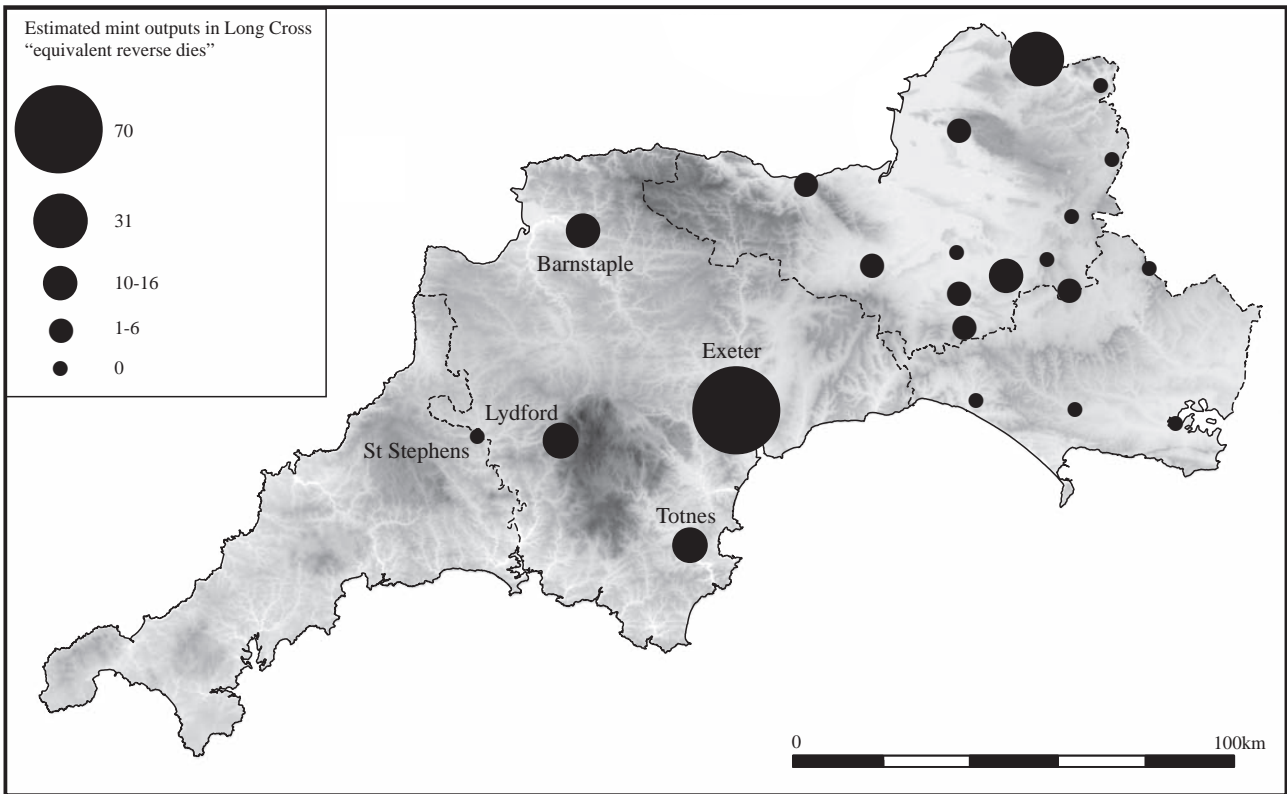 Estimated mint outputs in Long Cross
“equivalent reverse dies”
70
31
10-16
1-6
0
Barnstaple
Exeter
Lydford
St Stephens
Totnes
0
100km